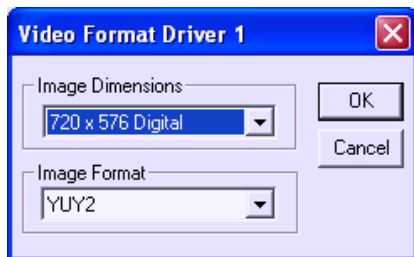 Video Format Driver 1
Image Dimensions
720 x 576 Digital
OK
Cancel
Image Format
YUY2